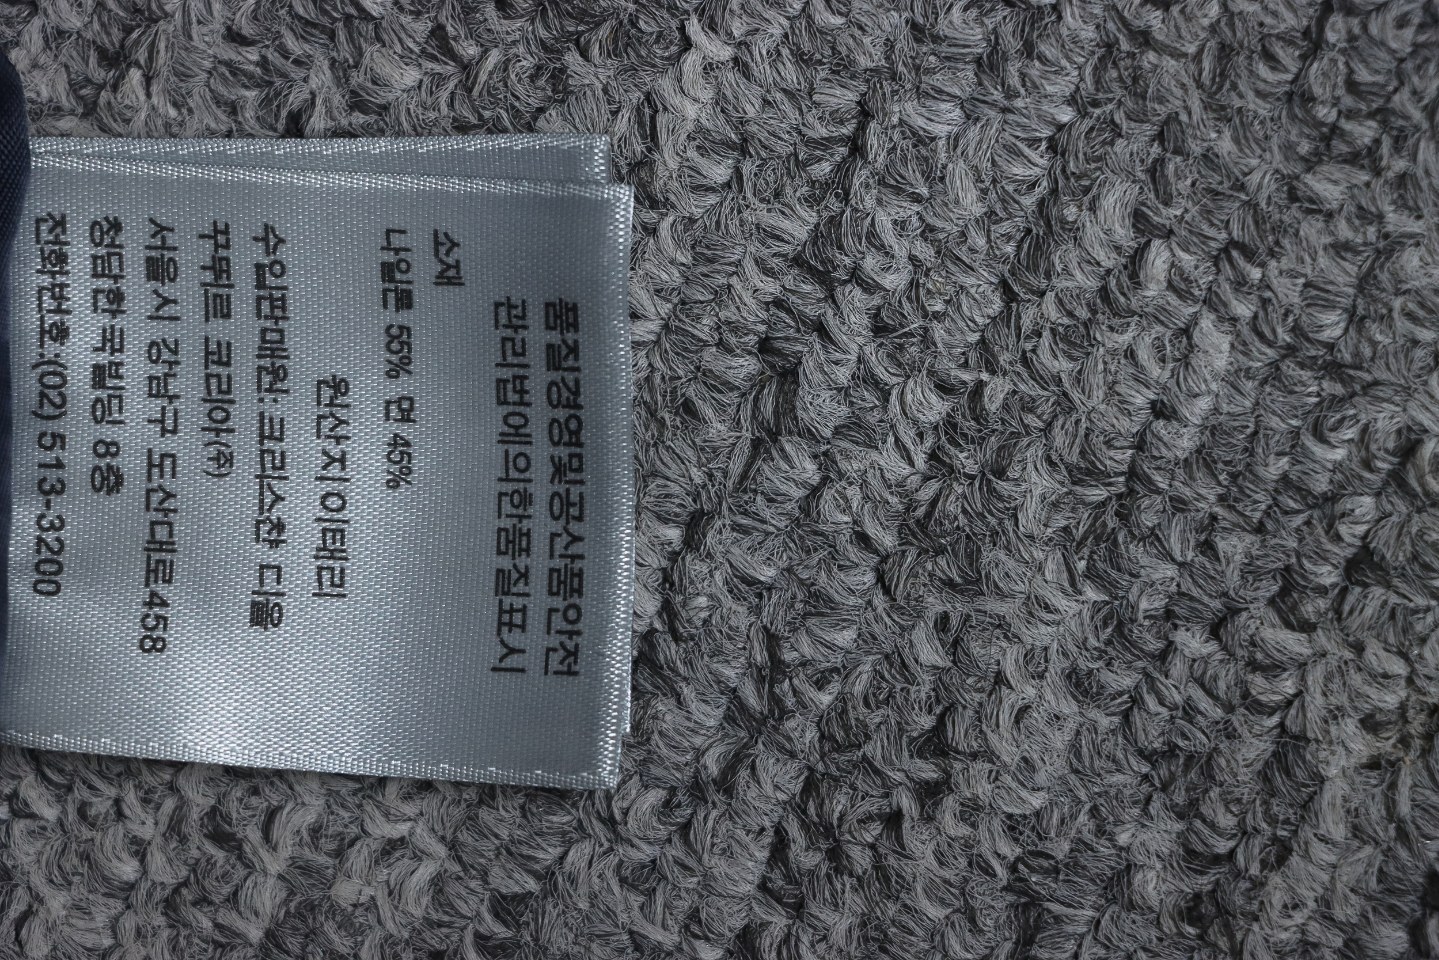 품질경영및공산품안전
관리법에의한품질표시
소재
나일론 55% 면 45%
원산지 이태리
수입판매원:크리스챤 디올
꾸뛰르 코리아(주)
서울시 강남구 도산대로458
청담한국빌딩 8층
전화번호:(02) 513-3200